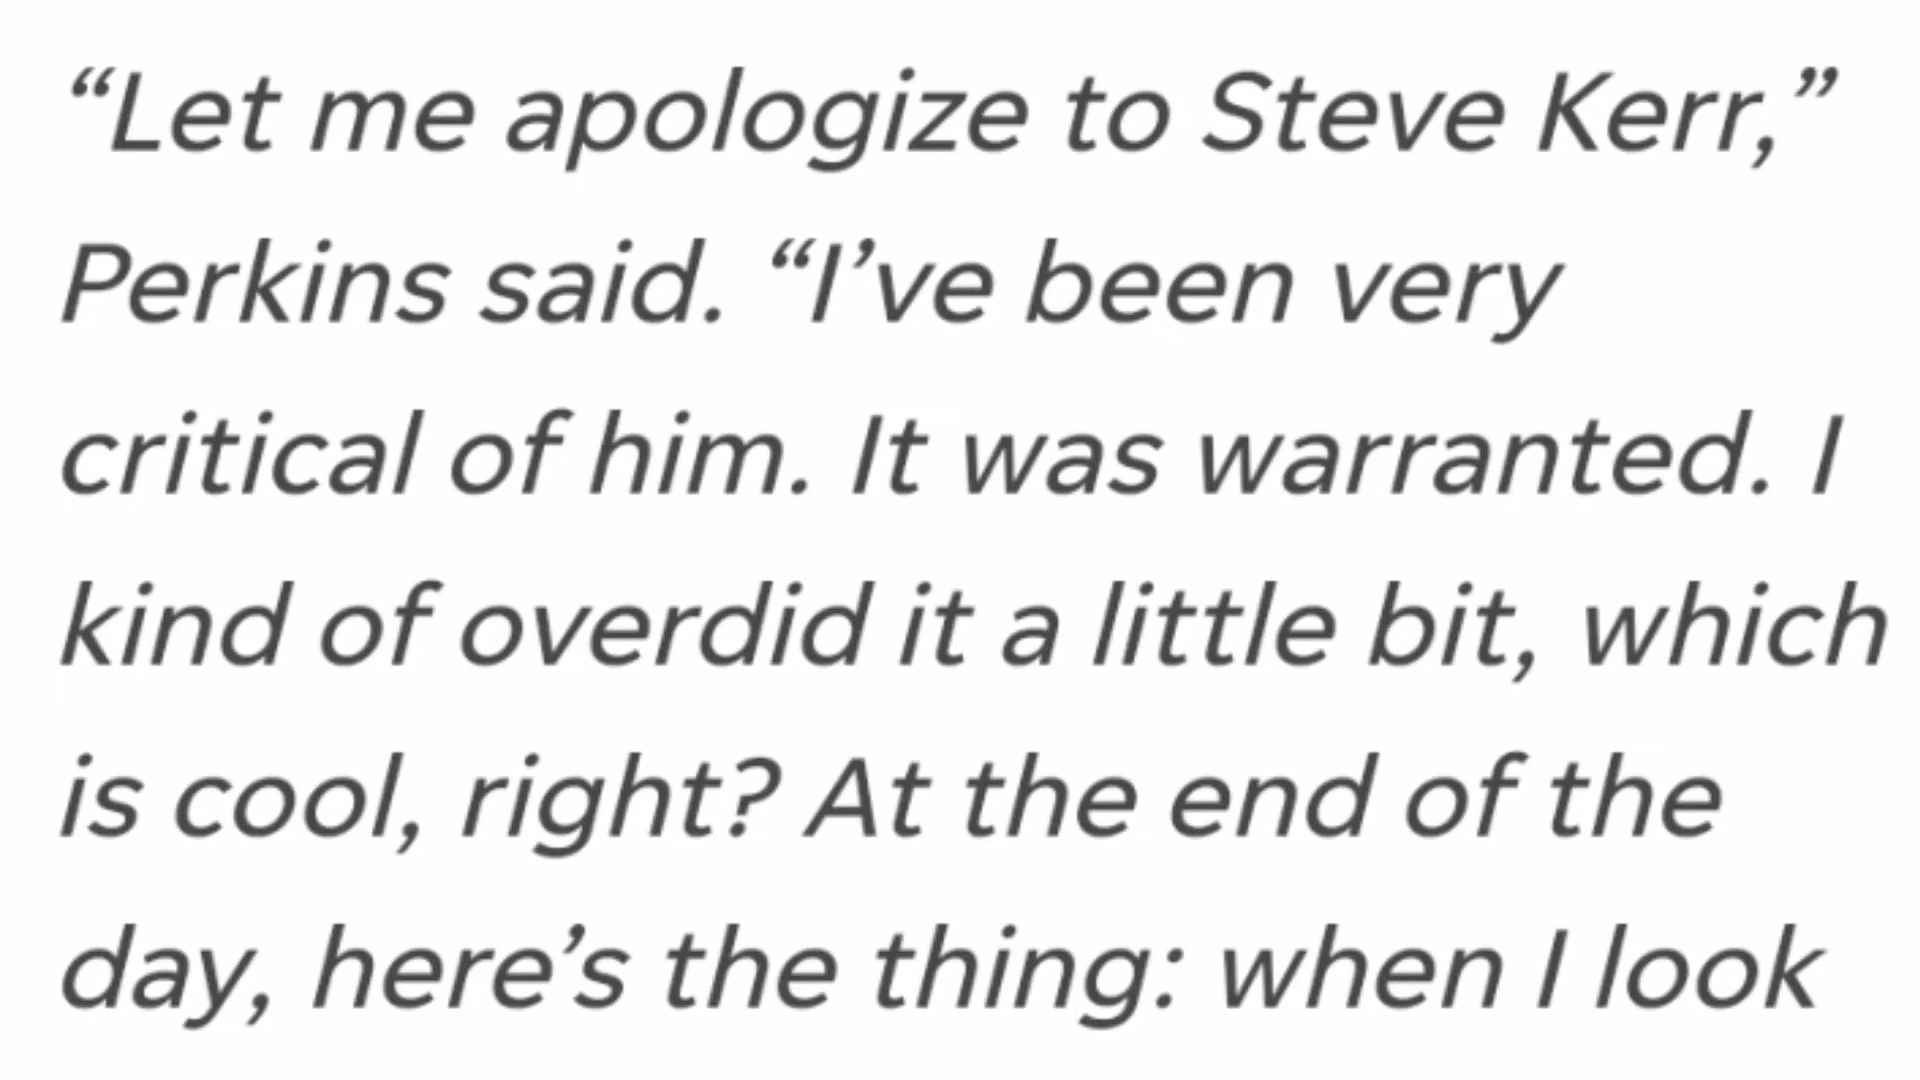 “Let me apologize to Steve Kerr,”
Perkins said. “I’ve been very
critical of him. It was warranted. I
kind of overdid it a little bit, which
is cool, right? At the end of the
day, here’s the thing: when I look